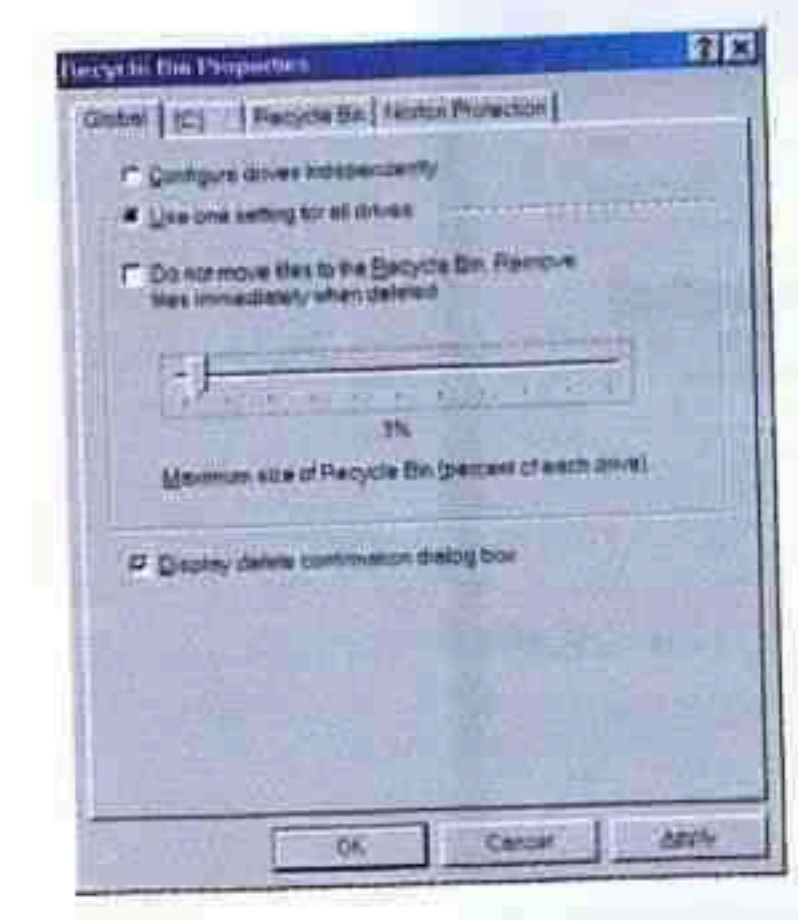 Recycle Bin Properties
Global (C:) Recycle Bin Norton Protection
Configure drives independently
Use one setting for all drives
Do not move files to the Recycle Bin. Remove
files immediately when deleted
3%
Maximum size of Recycle Bin (percent of each drive)
Display delete confirmation dialog box
OK Cancel Apply